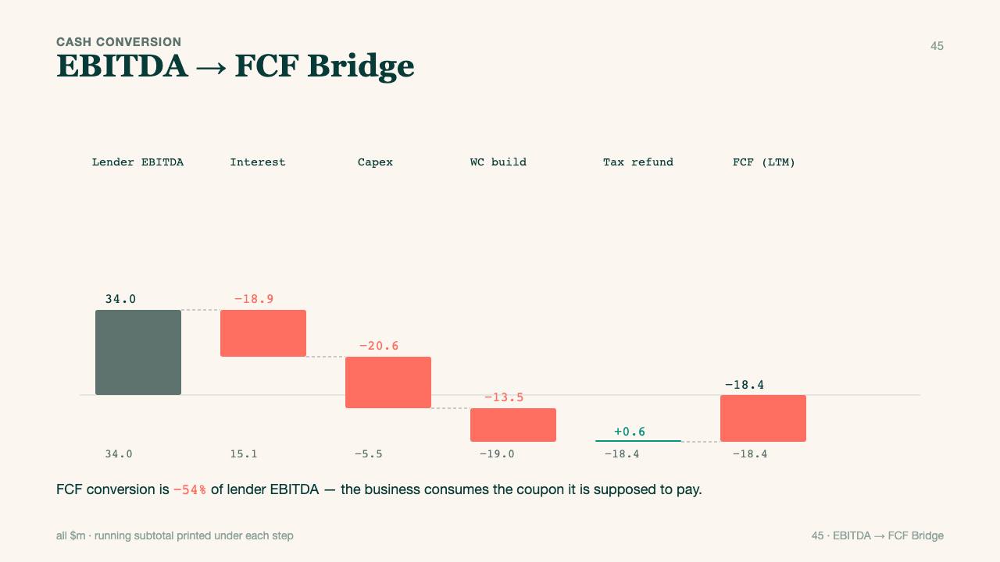 CASH CONVERSION
45
EBITDA → FCF Bridge
Lender EBITDA Interest Capex WC build Tax refund FCF (LTM)
34.0 −18.9
−20.6
−18.4
−13.5
+0.6
34.0 15.1 −5.5 −19.0 −18.4 −18.4
FCF conversion is −54% of lender EBITDA — the business consumes the coupon it is supposed to pay.
all $m · running subtotal printed under each step
45 · EBITDA → FCF Bridge